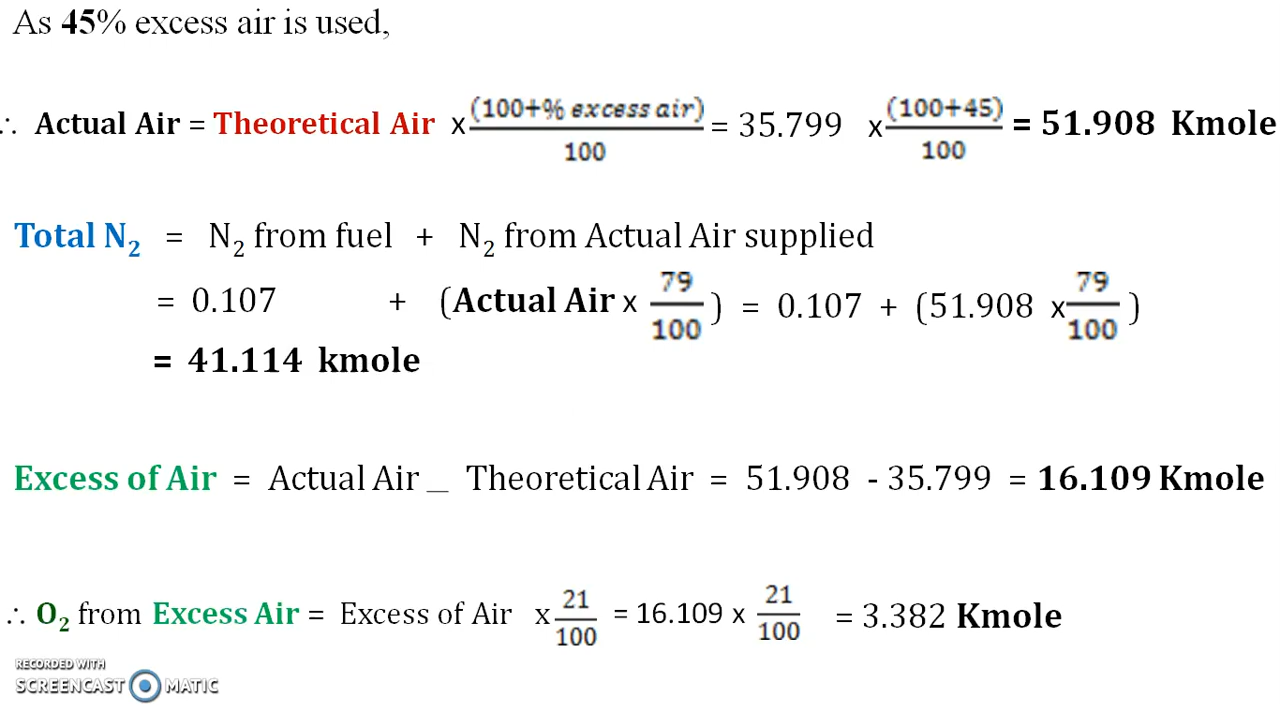 As 45% excess air is used,
∴ Actual Air = Theoretical Air x (100+% excess air)/100 = 35.799 x (100+45)/100 = 51.908 Kmole
Total N₂ = N₂ from fuel + N₂ from Actual Air supplied
= 0.107 + (Actual Air x 79/100) = 0.107 + (51.908 x 79/100)
= 41.114 kmole
Excess of Air = Actual Air _ Theoretical Air = 51.908 - 35.799 = 16.109 Kmole
∴ O₂ from Excess Air = Excess of Air x 21/100 = 16.109 x 21/100 = 3.382 Kmole
RECORDED WITH
SCREENCAST MATIC